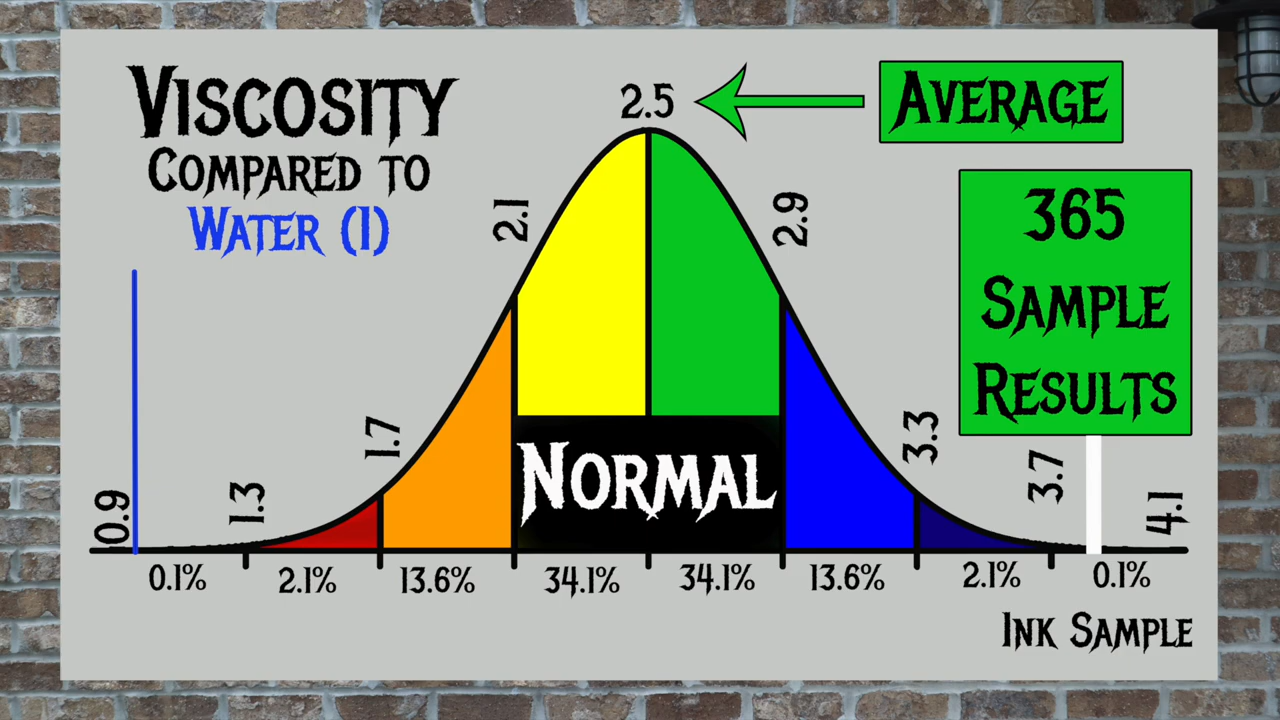 Viscosity
Compared to
Water (1)
2.5
Average
365
Sample
Results
2.1
2.9
1.7
3.3
1.3
3.7
0.9
4.1
Normal
0.1% 2.1% 13.6% 34.1% 34.1% 13.6% 2.1% 0.1%
Ink Sample